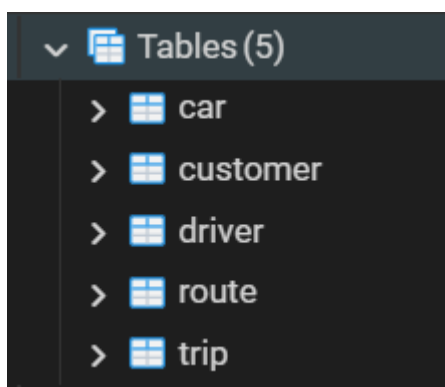 Tables (5)
car
customer
driver
route
trip